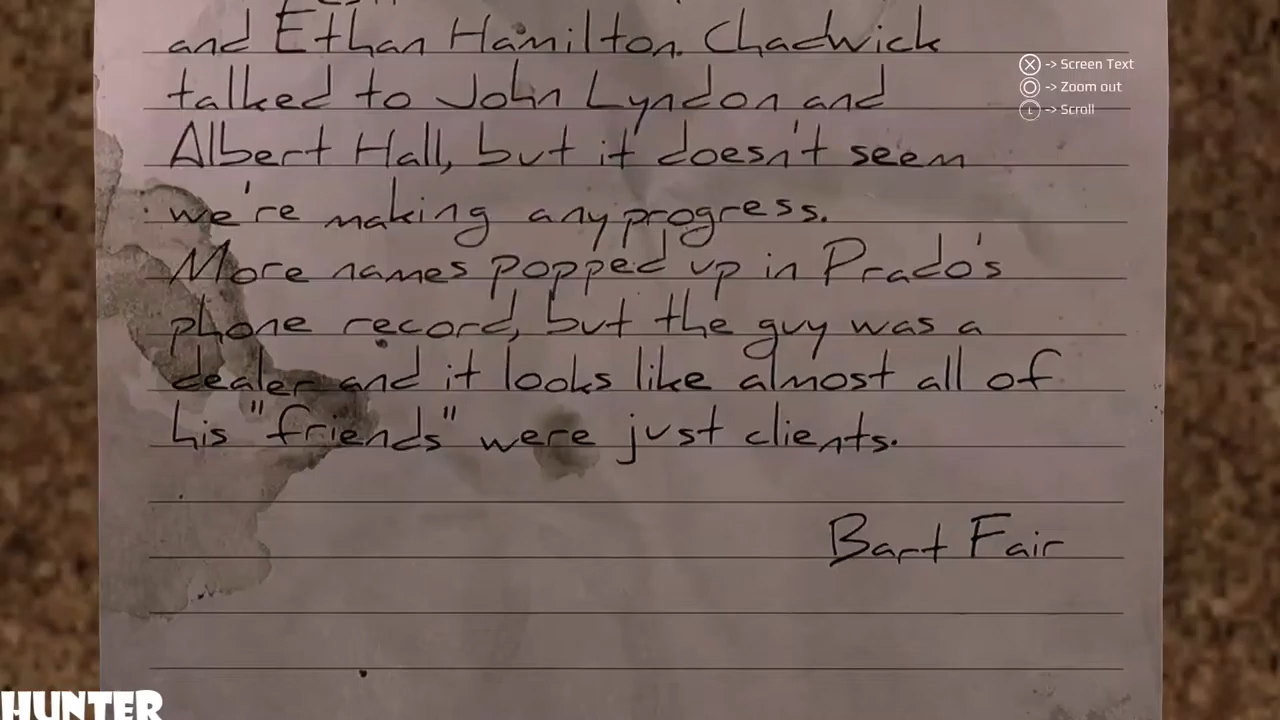 and Ethan Hamilton. Chadwick
talked to John Lyndon and
Albert Hall, but it doesn't seem
we're making any progress.
More names popped up in Prado's
phone record, but the guy was a
dealer and it looks like almost all of
his "friends" were just clients.
Bart Fair
-> Screen Text
-> Zoom out
L -> Scroll
HUNTER